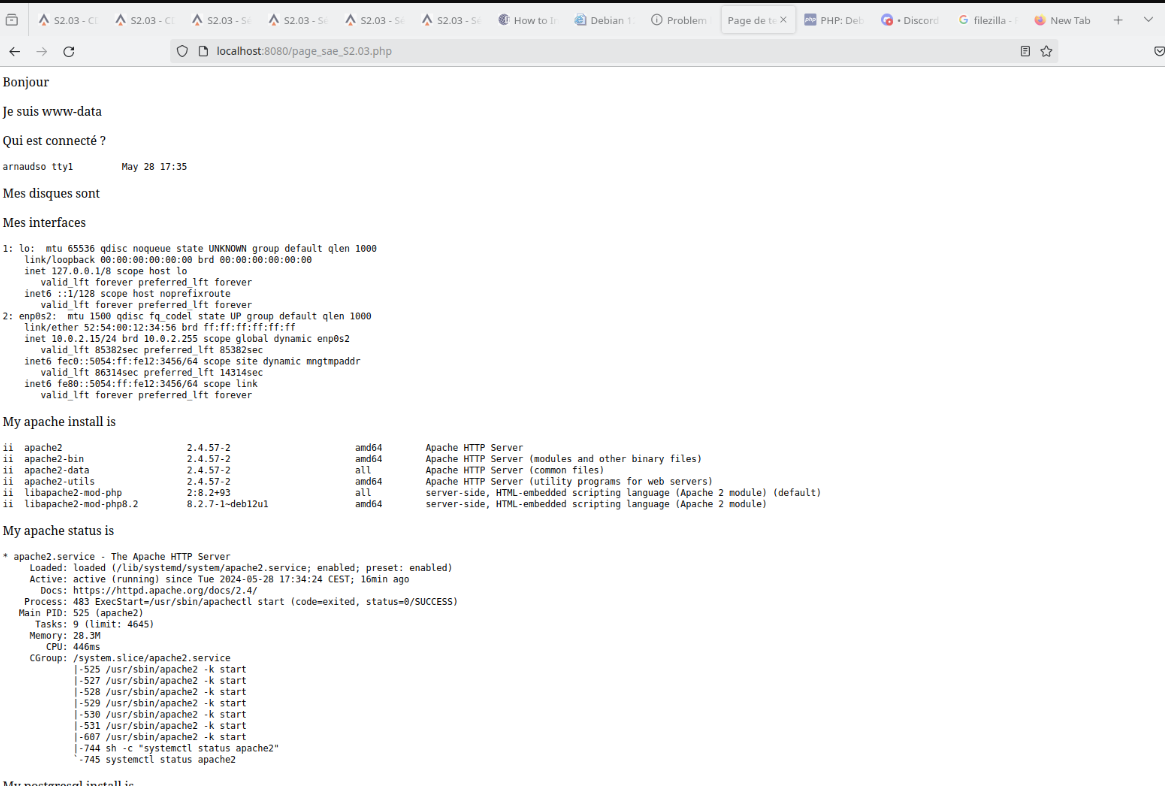 S2.03 - C
S2.03 - C
S2.03 - S
S2.03 - Sé
S2.03 - Sé
S2.03 - Sé
How to In
Debian 1
Problem
Page de te
PHP: Deb
• Discord
filezilla -
New Tab
localhost:8080/page_sae_S2.03.php
Bonjour
Je suis www-data
Qui est connecté ?
arnaudso tty1         May 28 17:35
Mes disques sont
Mes interfaces
1: lo:  mtu 65536 qdisc noqueue state UNKNOWN group default qlen 1000
    link/loopback 00:00:00:00:00:00 brd 00:00:00:00:00:00
    inet 127.0.0.1/8 scope host lo
       valid_lft forever preferred_lft forever
    inet6 ::1/128 scope host noprefixroute
       valid_lft forever preferred_lft forever
2: enp0s2:  mtu 1500 qdisc fq_codel state UP group default qlen 1000
    link/ether 52:54:00:12:34:56 brd ff:ff:ff:ff:ff:ff
    inet 10.0.2.15/24 brd 10.0.2.255 scope global dynamic enp0s2
       valid_lft 85382sec preferred_lft 85382sec
    inet6 fec0::5054:ff:fe12:3456/64 scope site dynamic mngtmpaddr
       valid_lft 86314sec preferred_lft 14314sec
    inet6 fe80::5054:ff:fe12:3456/64 scope link
       valid_lft forever preferred_lft forever
My apache install is
ii  apache2                       2.4.57-2                       amd64        Apache HTTP Server
ii  apache2-bin                   2.4.57-2                       amd64        Apache HTTP Server (modules and other binary files)
ii  apache2-data                  2.4.57-2                       all          Apache HTTP Server (common files)
ii  apache2-utils                 2.4.57-2                       amd64        Apache HTTP Server (utility programs for web servers)
ii  libapache2-mod-php            2:8.2+93                       all          server-side, HTML-embedded scripting language (Apache 2 module) (default)
ii  libapache2-mod-php8.2         8.2.7-1~deb12u1                amd64        server-side, HTML-embedded scripting language (Apache 2 module)
My apache status is
* apache2.service - The Apache HTTP Server
     Loaded: loaded (/lib/systemd/system/apache2.service; enabled; preset: enabled)
     Active: active (running) since Tue 2024-05-28 17:34:24 CEST; 16min ago
       Docs: https://httpd.apache.org/docs/2.4/
    Process: 483 ExecStart=/usr/sbin/apachectl start (code=exited, status=0/SUCCESS)
   Main PID: 525 (apache2)
      Tasks: 9 (limit: 4645)
     Memory: 28.3M
        CPU: 446ms
     CGroup: /system.slice/apache2.service
             |-525 /usr/sbin/apache2 -k start
             |-527 /usr/sbin/apache2 -k start
             |-528 /usr/sbin/apache2 -k start
             |-529 /usr/sbin/apache2 -k start
             |-530 /usr/sbin/apache2 -k start
             |-531 /usr/sbin/apache2 -k start
             |-607 /usr/sbin/apache2 -k start
             |-744 sh -c "systemctl status apache2"
             `-745 systemctl status apache2
My postgresql install is